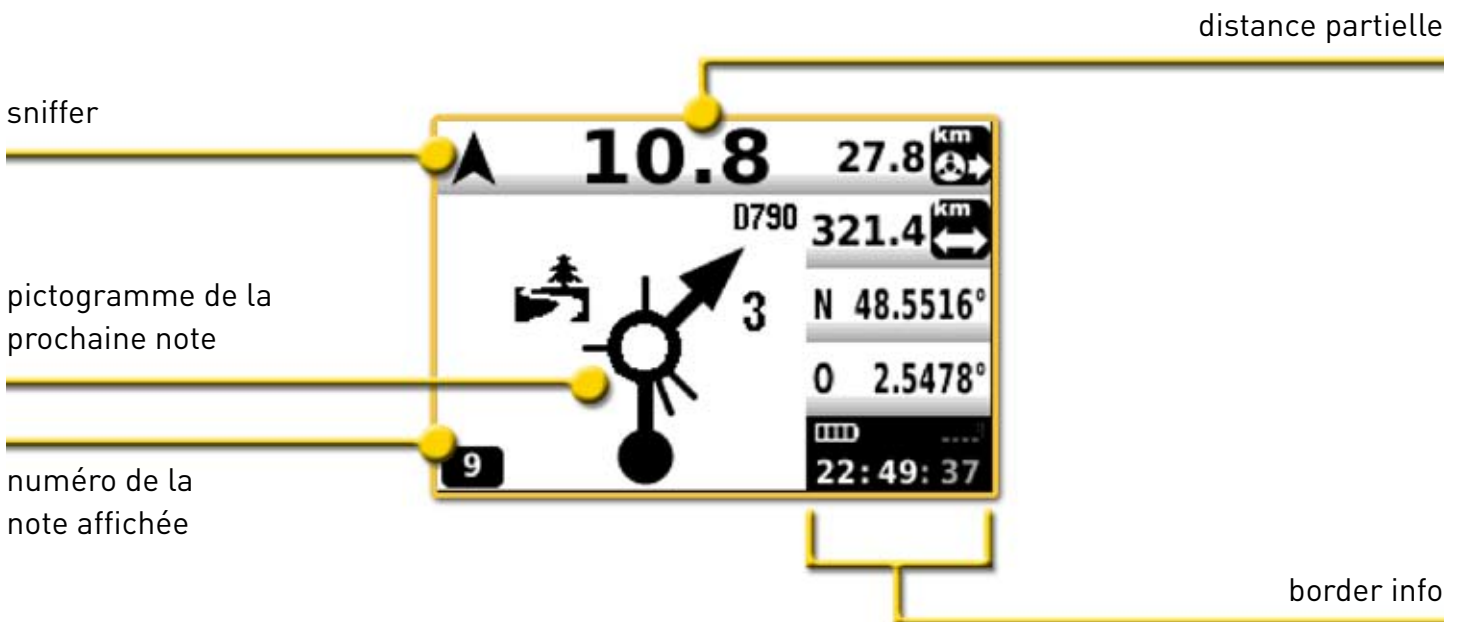 distance partielle
sniffer
10.8
27.8 km
D790
321.4 km
pictogramme de la
prochaine note
3
N 48.5516°
O 2.5478°
9
22:49:37
numéro de la
note affichée
border info